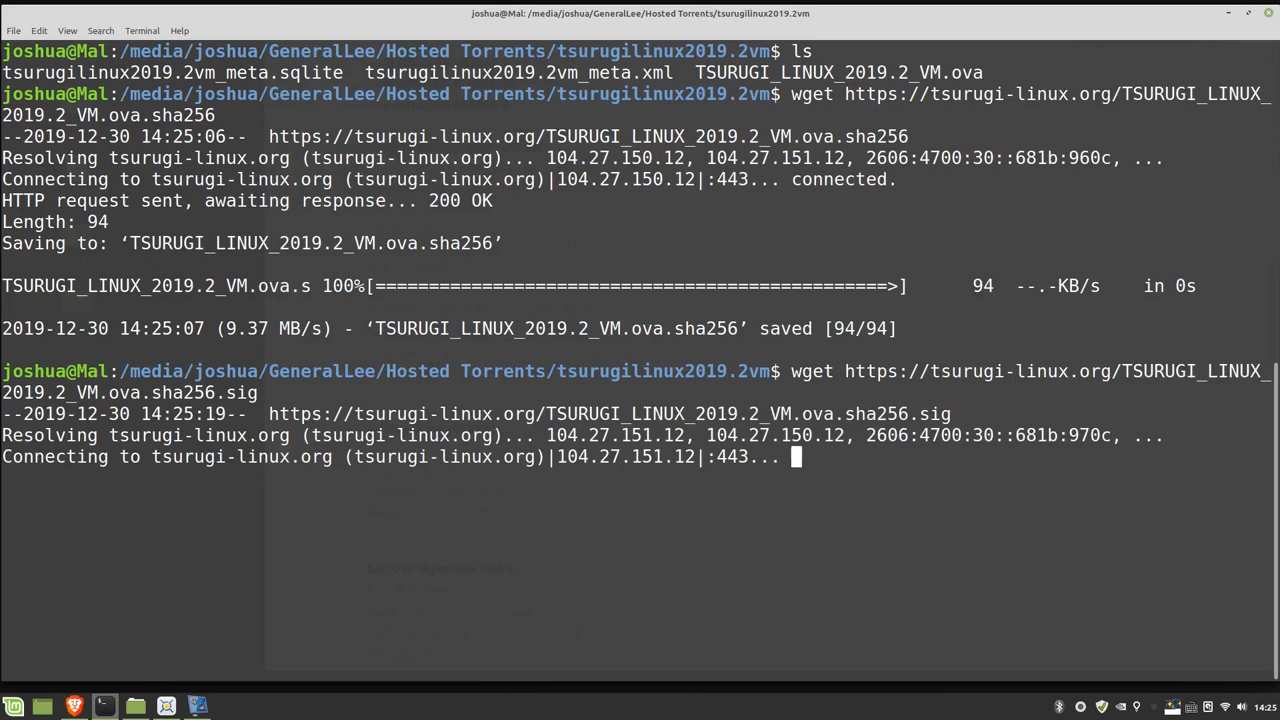 joshua@Mal: /media/joshua/GeneralLee/Hosted Torrents/tsurugilinux2019.2vm
File Edit View Search Terminal Help
joshua@Mal:/media/joshua/GeneralLee/Hosted Torrents/tsurugilinux2019.2vm$ ls
tsurugilinux2019.2vm_meta.sqlite  tsurugilinux2019.2vm_meta.xml  TSURUGI_LINUX_2019.2_VM.ova
joshua@Mal:/media/joshua/GeneralLee/Hosted Torrents/tsurugilinux2019.2vm$ wget https://tsurugi-linux.org/TSURUGI_LINUX_
2019.2_VM.ova.sha256
--2019-12-30 14:25:06--  https://tsurugi-linux.org/TSURUGI_LINUX_2019.2_VM.ova.sha256
Resolving tsurugi-linux.org (tsurugi-linux.org)... 104.27.150.12, 104.27.151.12, 2606:4700:30::681b:960c, ...
Connecting to tsurugi-linux.org (tsurugi-linux.org)|104.27.150.12|:443... connected.
HTTP request sent, awaiting response... 200 OK
Length: 94
Saving to: ‘TSURUGI_LINUX_2019.2_VM.ova.sha256’
TSURUGI_LINUX_2019.2_VM.ova.s 100%[================================================>]      94  --.-KB/s    in 0s
2019-12-30 14:25:07 (9.37 MB/s) - ‘TSURUGI_LINUX_2019.2_VM.ova.sha256’ saved [94/94]
joshua@Mal:/media/joshua/GeneralLee/Hosted Torrents/tsurugilinux2019.2vm$ wget https://tsurugi-linux.org/TSURUGI_LINUX_
2019.2_VM.ova.sha256.sig
--2019-12-30 14:25:19--  https://tsurugi-linux.org/TSURUGI_LINUX_2019.2_VM.ova.sha256.sig
Resolving tsurugi-linux.org (tsurugi-linux.org)... 104.27.151.12, 104.27.150.12, 2606:4700:30::681b:970c, ...
Connecting to tsurugi-linux.org (tsurugi-linux.org)|104.27.151.12|:443...
14:25